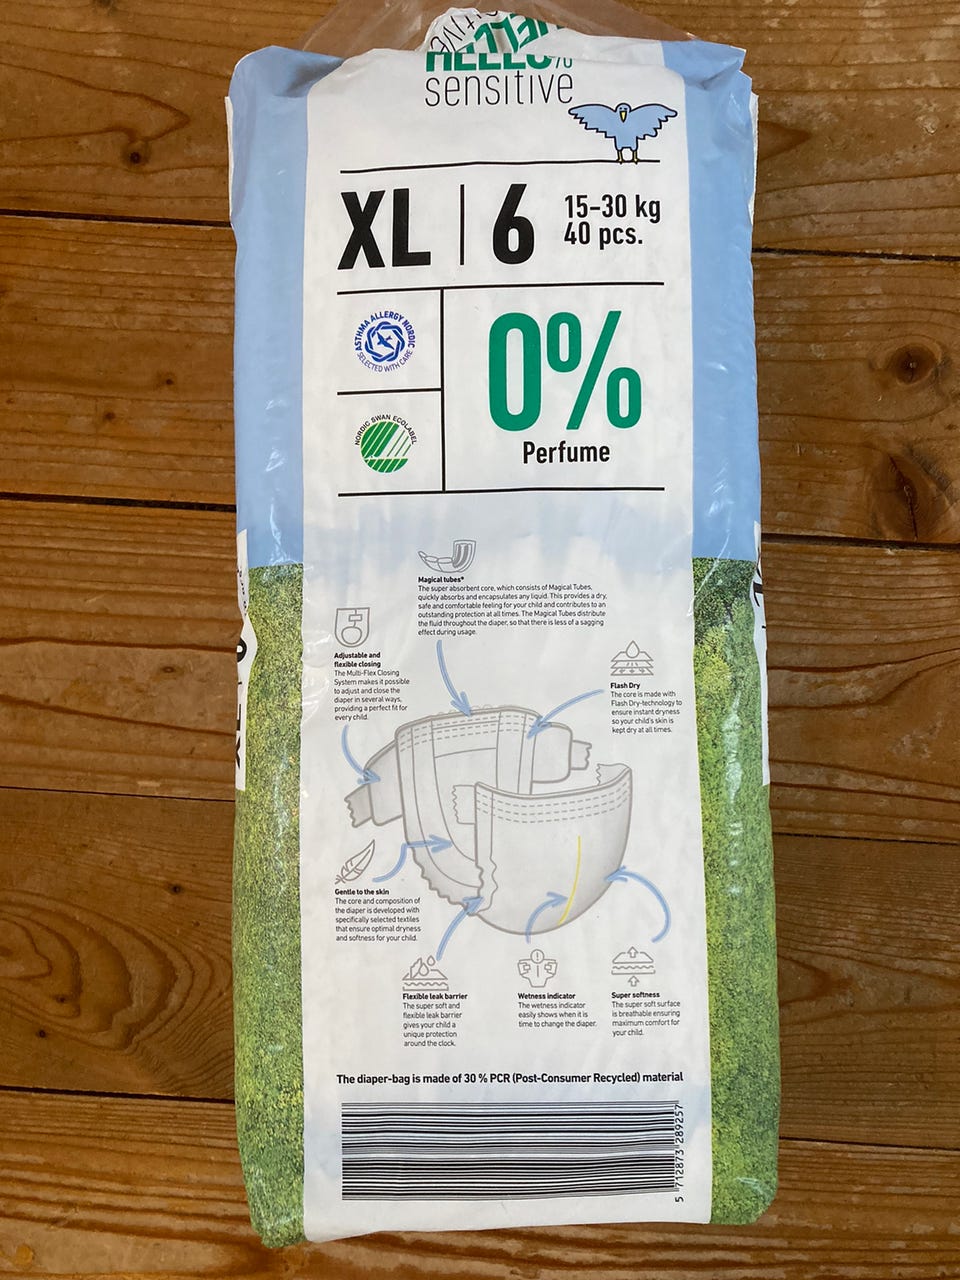 HELLO%
sensitive
XL | 6
15-30 kg
40 pcs.
ASTHMA ALLERGY NORDIC
SELECTED WITH CARE
NORDIC SWAN ECOLABEL
0%
Perfume
Magical tubes®
The super absorbent core, which consists of Magical Tubes,
quickly absorbs and encapsulates any liquid. This provides a dry,
safe and comfortable feeling for your child and contributes to an
outstanding protection at all times. The Magical Tubes distribute
the fluid throughout the diaper, so that there is less of a sagging
effect during usage.
Adjustable and
flexible closing
The Multi-Flex Closing
System makes it possible
to adjust and close the
diaper in several ways,
providing a perfect fit for
every child.
Flash Dry
The core is made with
Flash Dry-technology to
ensure instant dryness
so your child's skin is
kept dry at all times.
Gentle to the skin
The core and composition of
the diaper is developed with
specifically selected textiles
that ensure optimal dryness
and softness for your child.
Flexible leak barrier
The super soft and
flexible leak barrier
gives your child a
unique protection
around the clock.
Wetness indicator
The wetness indicator
easily shows when it is
time to change the diaper.
Super softness
The super soft surface
is breathable ensuring
maximum comfort for
your child.
The diaper-bag is made of 30 % PCR (Post-Consumer Recycled) material
5 712873 289257